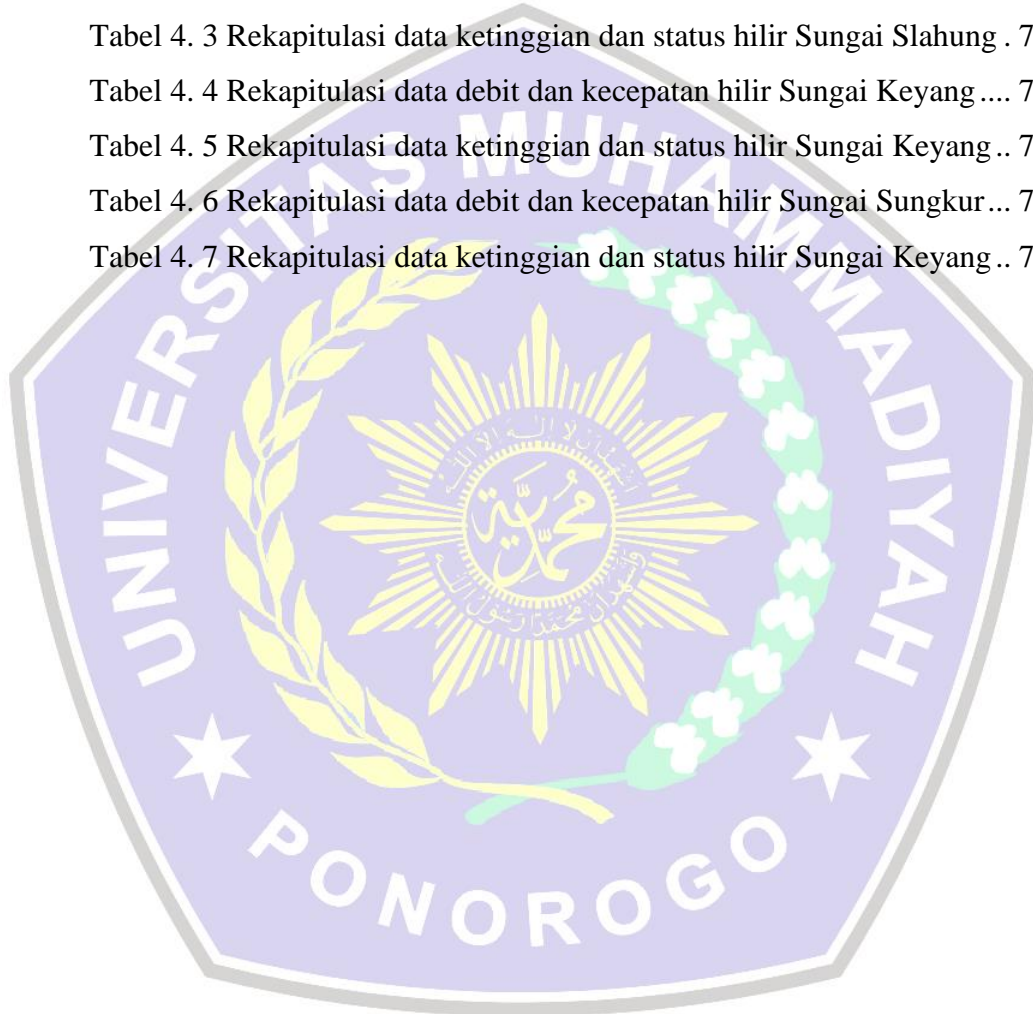 Tabel 4. 3 Rekapitulasi data ketinggian dan status hilir Sungai Slahung . 7
Tabel 4. 4 Rekapitulasi data debit dan kecepatan hilir Sungai Keyang .... 7
Tabel 4. 5 Rekapitulasi data ketinggian dan status hilir Sungai Keyang .. 7
Tabel 4. 6 Rekapitulasi data debit dan kecepatan hilir Sungai Sungkur ... 7
Tabel 4. 7 Rekapitulasi data ketinggian dan status hilir Sungai Keyang .. 7
UNIVERSITAS MUHAMMADIYAH
محمدية
PONOROGO